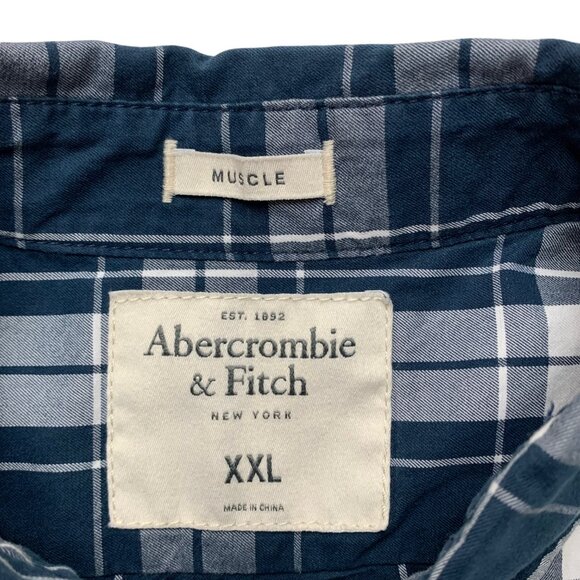 MUSCLE
EST. 1892
Abercrombie
& Fitch
NEW YORK
XXL
MADE IN CHINA